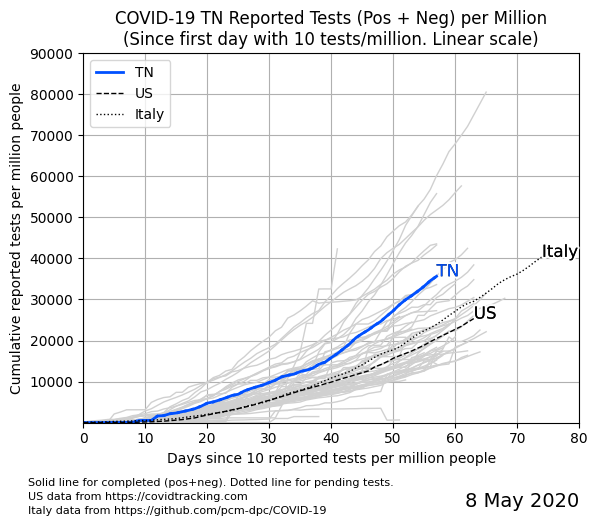 COVID-19 TN Reported Tests (Pos + Neg) per Million
(Since first day with 10 tests/million. Linear scale)
Cumulative reported tests per million people
90000
80000
70000
60000
50000
40000
30000
20000
10000
TN
US
Italy
Italy
TN
US
0 10 20 30 40 50 60 70 80
Days since 10 reported tests per million people
Solid line for completed (pos+neg). Dotted line for pending tests.
US data from https://covidtracking.com
Italy data from https://github.com/pcm-dpc/COVID-19
8 May 2020